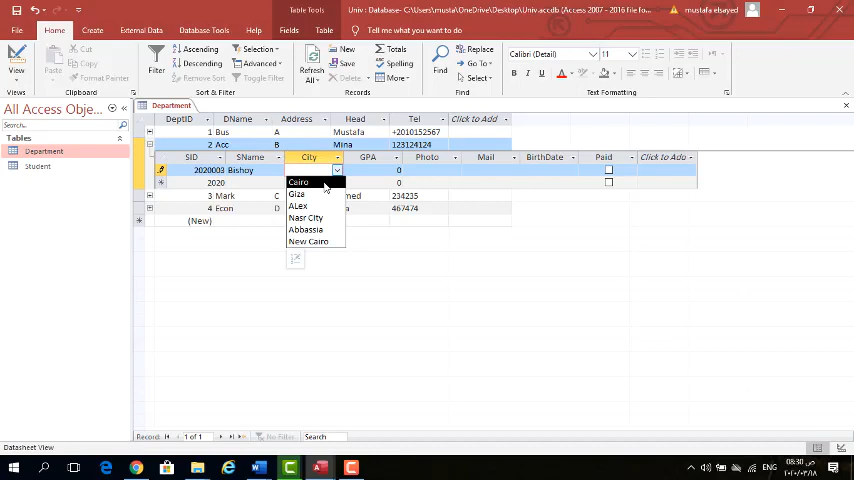 Table Tools
Univ : Database- C:\Users\musta\OneDrive\Desktop\Univ.accdb (Access 2007 - 2016 file fo...
mustafa elsayed
File Home Create External Data Database Tools Help Fields Table Tell me what you want to do
View
Views
Paste
Cut
Copy
Format Painter
Clipboard
Filter
Ascending
Descending
Remove Sort
Selection
Advanced
Toggle Filter
Sort & Filter
Refresh All
New
Save
Delete
Totals
Spelling
More
Records
Find
Replace
Go To
Select
Find
Calibri (Detail) 11
B I U A
Text Formatting
All Access Obje...
Search...
Tables
Department
Student
Department
DeptID DName Address Head Tel Click to Add
1 Bus A Mustafa +2010152567
2 Acc B Mina 123124124
SID SName City GPA Photo Mail BirthDate Paid Click to Add
2020003 Bishoy 0
2020 0
Cairo
Giza
ALex
Nasr City
Abbassia
New Cairo
3 Mark C med 234235
4 Econ D a 467474
(New)
Record: 1 of 1 No Filter Search
Datasheet View
ENG
08:30 ص
٢٠٢٠/٠٣/١٨